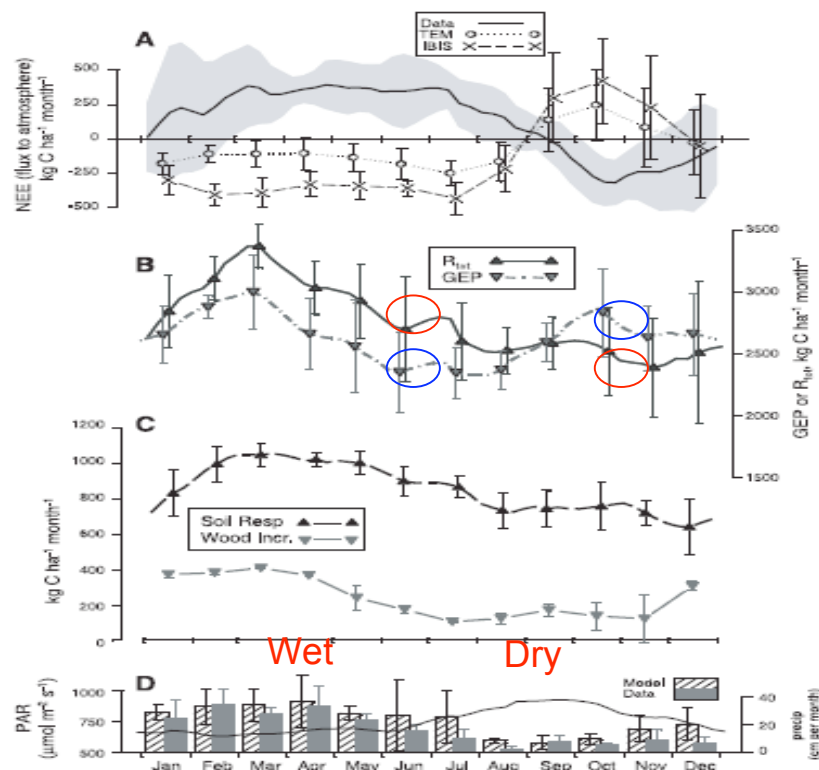 A
Data
TEM
IBIS
500
250
0
-250
-500
NEE (flux to atmosphere)
kg C ha⁻¹ month⁻¹
B
Rtot
GEP
3500
3000
2500
2000
1500
GEP or Rtot, kg C ha⁻¹ month⁻¹
C
1200
1000
800
600
400
200
0
kg C ha⁻¹ month⁻¹
Soil Resp
Wood Incr.
Wet
Dry
D
Model
Data
1000
750
500
PAR
(μmol m⁻² s⁻¹)
40
20
0
precip
(cm per month)
Jan Feb Mar Apr May Jun Jul Aug Sep Oct Nov Dec